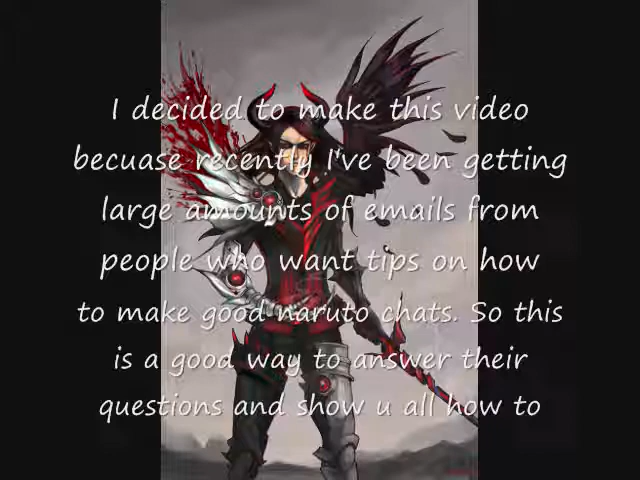 I decided to make this video
becuase recently I've been getting
large amounts of emails from
people who want tips on how
to make good naruto chats. So this
is a good way to answer their
questions and show u all how to